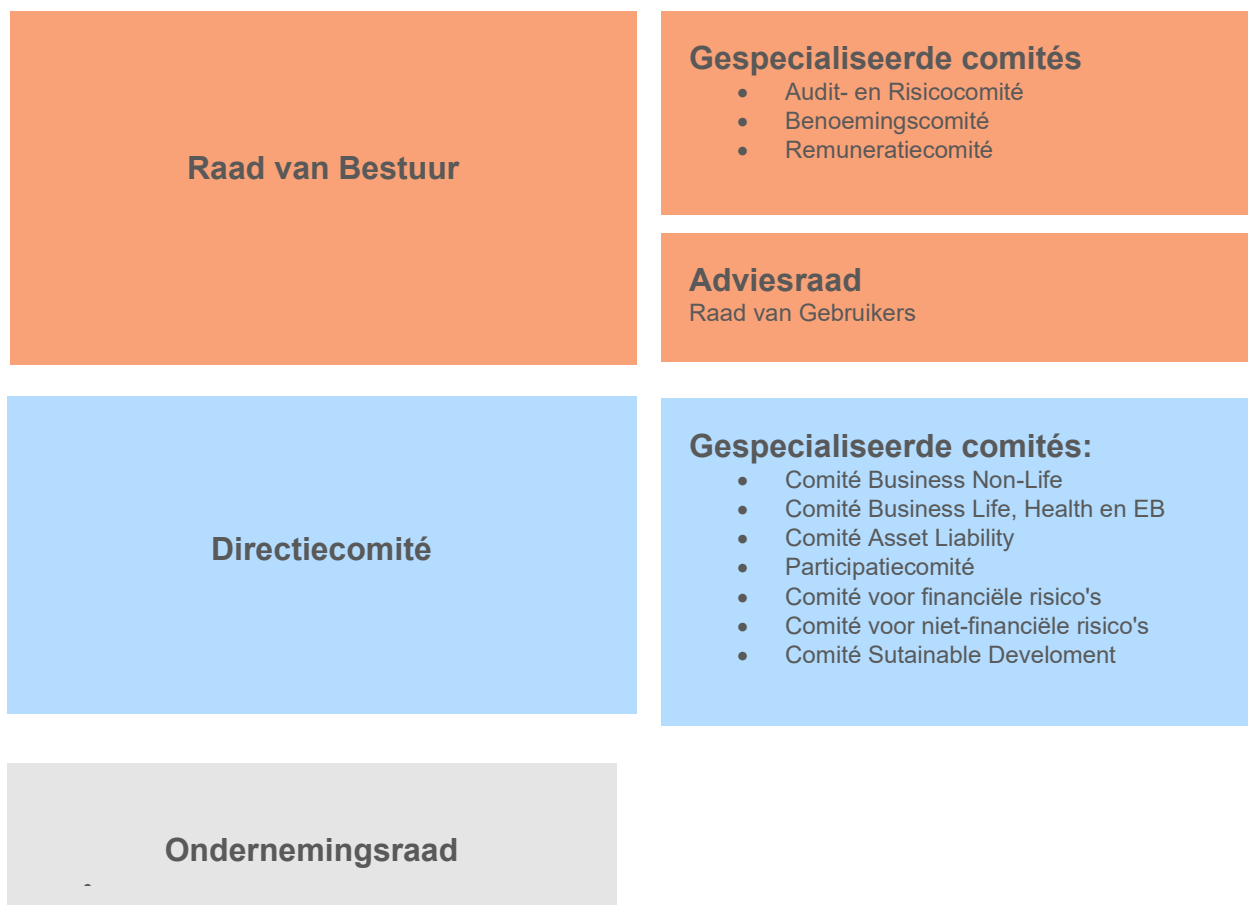 Raad van Bestuur
Gespecialiseerde comités
• Audit- en Risicocomité
• Benoemingscomité
• Remuneratiecomité
Adviesraad
Raad van Gebruikers
Directiecomité
Gespecialiseerde comités:
• Comité Business Non-Life
• Comité Business Life, Health en EB
• Comité Asset Liability
• Participatiecomité
• Comité voor financiële risico's
• Comité voor niet-financiële risico's
• Comité Sutainable Develoment
Ondernemingsraad